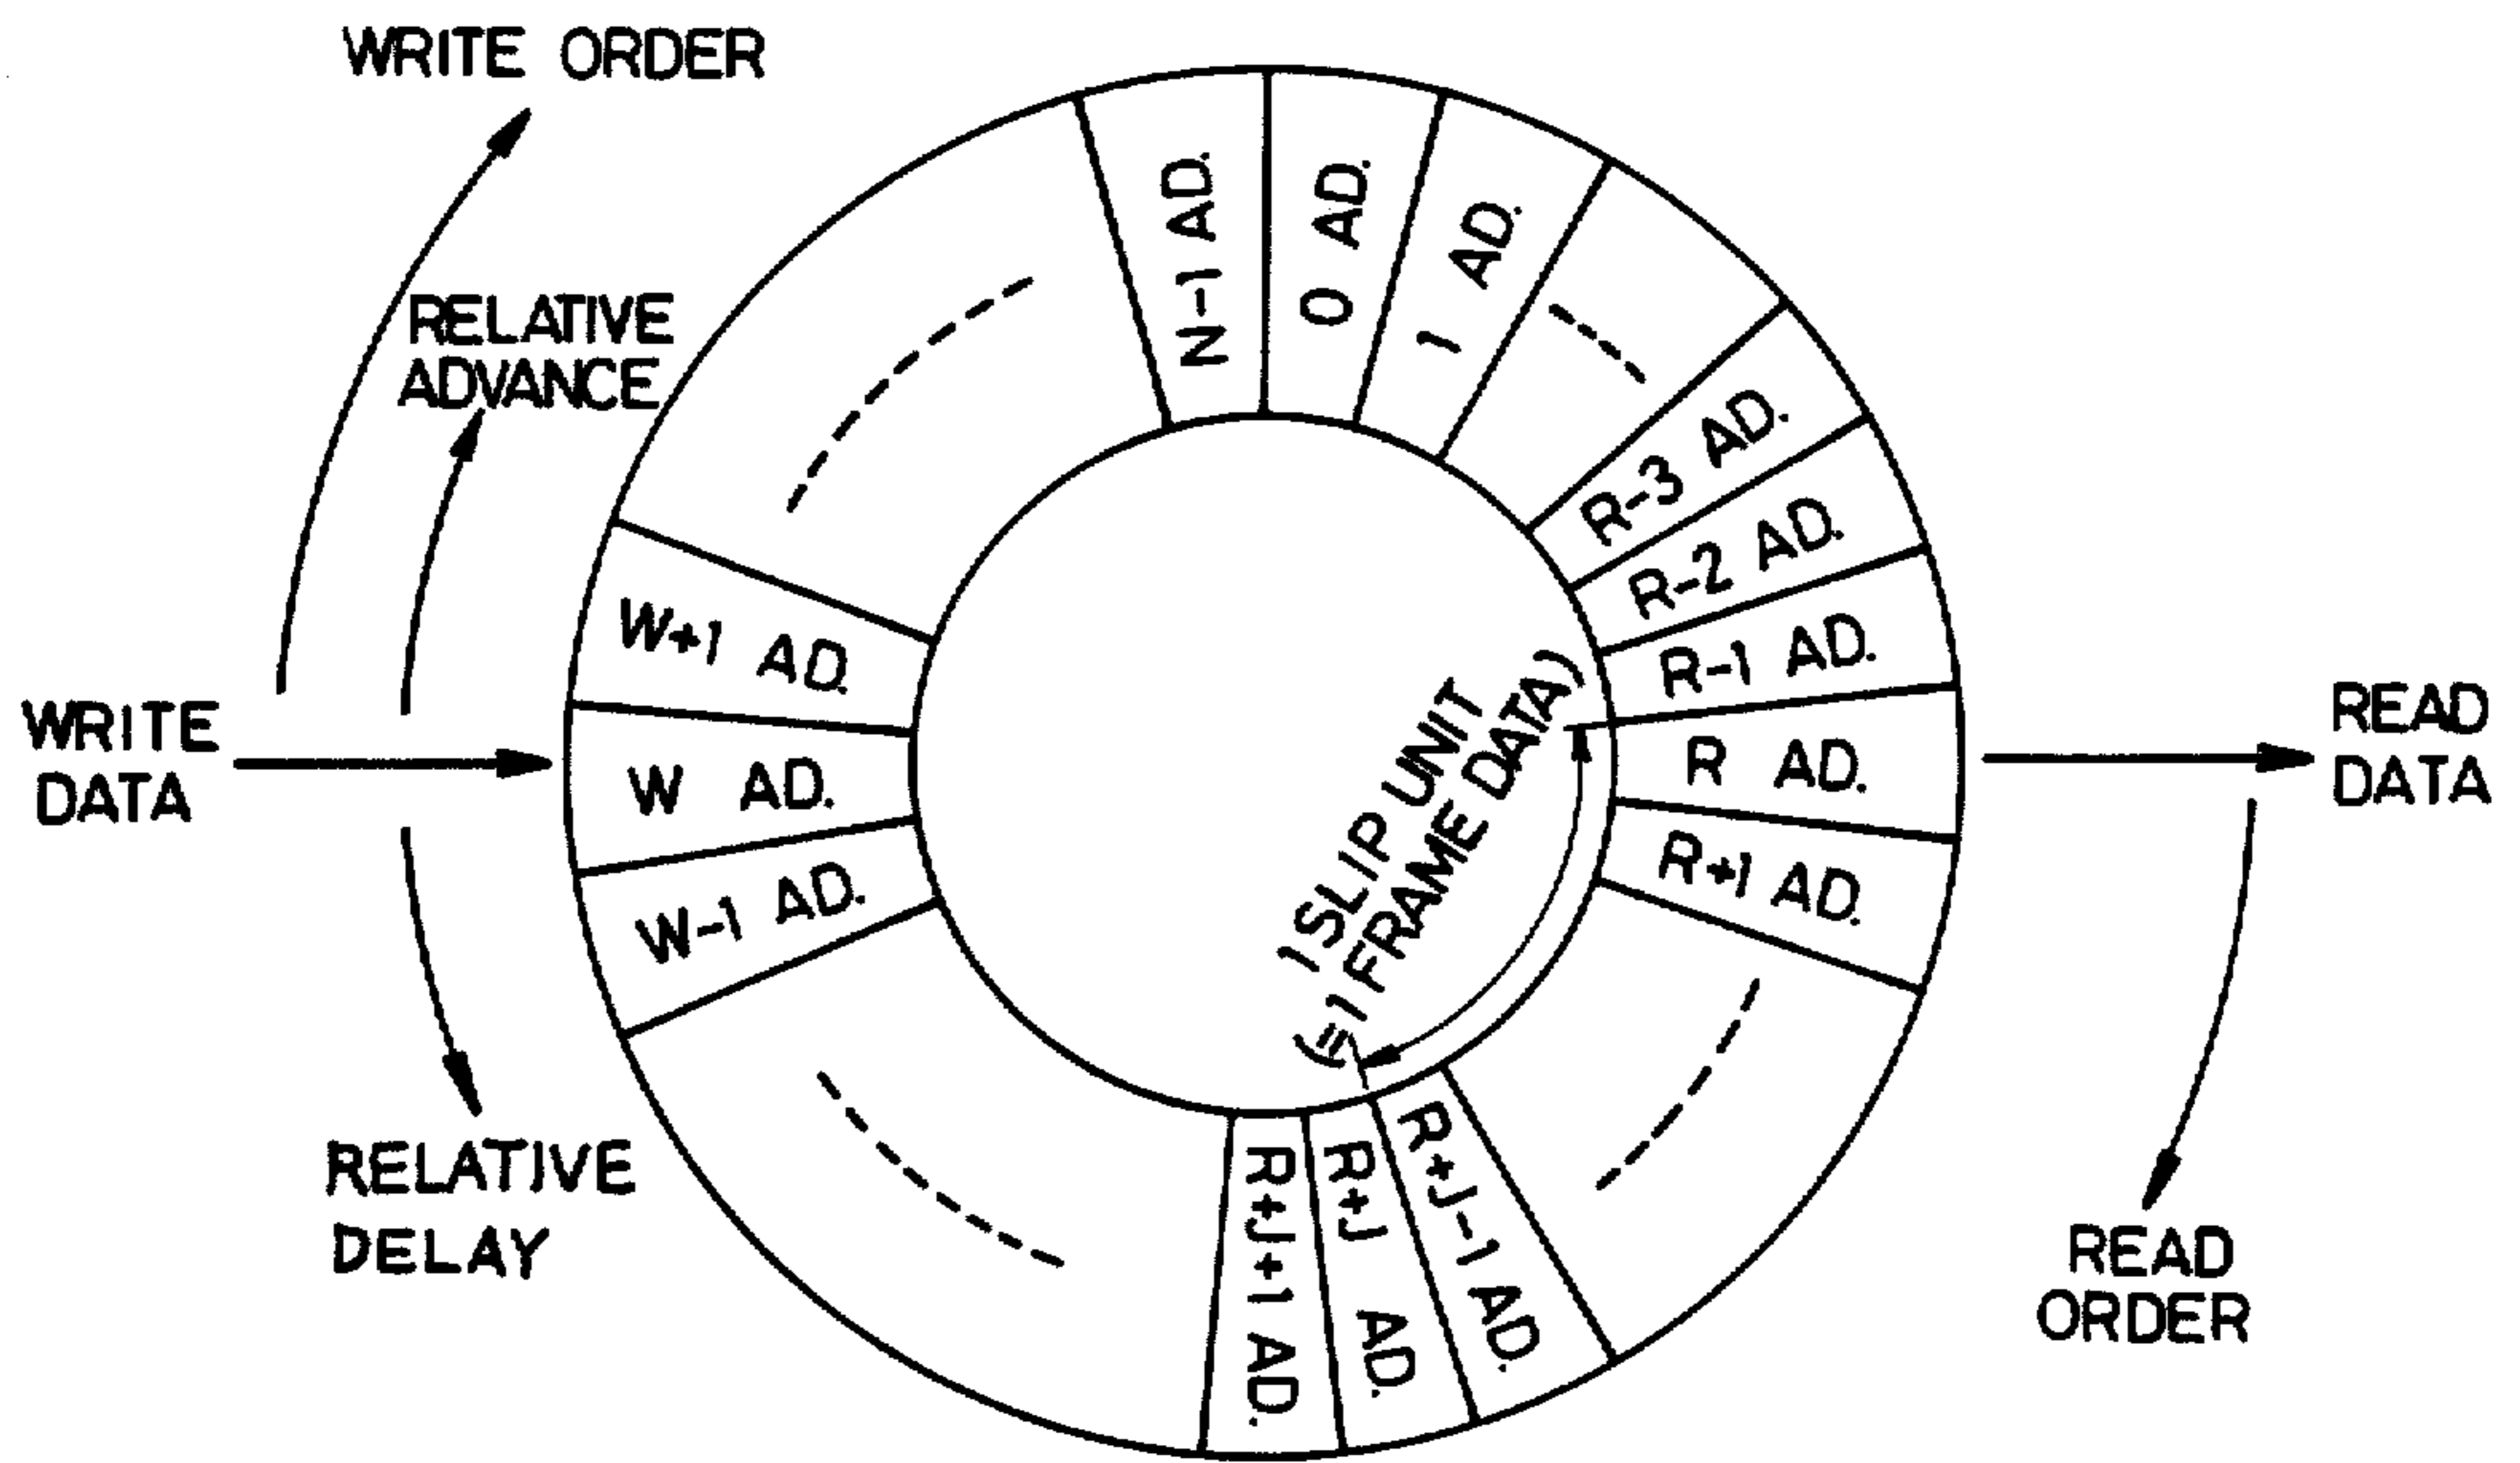 WRITE ORDER
RELATIVE
ADVANCE
WRITE
DATA
RELATIVE
DELAY
N-1 AD.
0 AD.
1 AD.
R-3 AD.
R-2 AD.
R-1 AD.
R AD.
R+1 AD.
R+J-1 AD.
R+J AD.
R+J+1 AD.
W-1 AD.
W AD.
W+1 AD.
1 SLIP UNIT
(=1 FRAME DATA)
READ
DATA
READ
ORDER